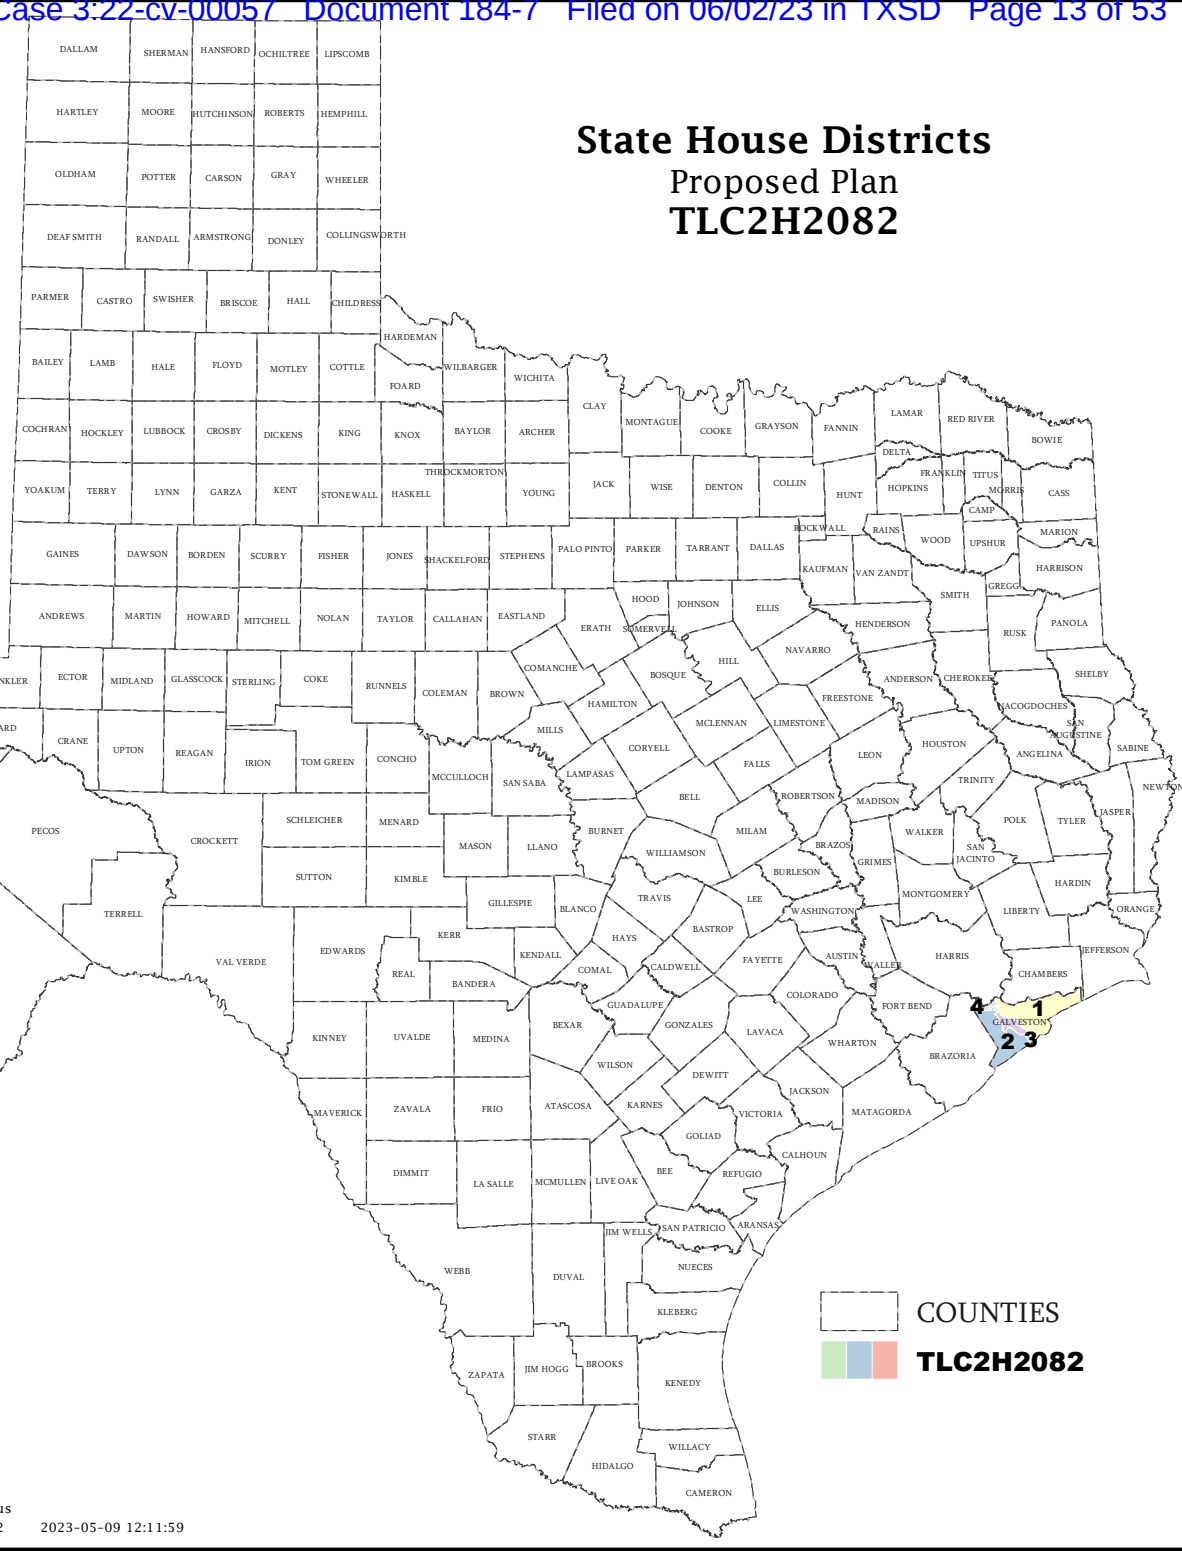 Case 3:22-cv-00057 Document 184-7 Filed on 06/02/23 in TXSD Page 13 of 53
State House Districts
Proposed Plan
TLC2H2082
DALLAM SHERMAN HANSFORD OCHILTREE LIPSCOMB
HARTLEY MOORE HUTCHINSON ROBERTS HEMPHILL
OLDHAM POTTER CARSON GRAY WHEELER
DEAF SMITH RANDALL ARMSTRONG DONLEY COLLINGSWORTH
PARMER CASTRO SWISHER BRISCOE HALL CHILDRESS
HARDEMAN
BAILEY LAMB HALE FLOYD MOTLEY COTTLE FOARD WILBARGER WICHITA
CLAY MONTAGUE COOKE GRAYSON FANNIN LAMAR RED RIVER BOWIE
COCHRAN HOCKLEY LUBBOCK CROSBY DICKENS KING KNOX BAYLOR ARCHER
DELTA FRANKLIN TITUS
YOAKUM TERRY LYNN GARZA KENT STONEWALL HASKELL THROCKMORTON YOUNG JACK WISE DENTON COLLIN HUNT HOPKINS MORRIS CASS
CAMP
GAINES DAWSON BORDEN SCURRY FISHER JONES SHACKELFORD STEPHENS PALO PINTO PARKER TARRANT DALLAS ROCKWALL RAINS WOOD UPSHUR MARION
KAUFMAN VAN ZANDT GREGG HARRISON
ANDREWS MARTIN HOWARD MITCHELL NOLAN TAYLOR CALLAHAN EASTLAND ERATH HOOD SOMERVELL JOHNSON ELLIS HENDERSON SMITH RUSK PANOLA
NKLER ECTOR MIDLAND GLASSCOCK STERLING COKE RUNNELS COLEMAN BROWN COMANCHE HAMILTON BOSQUE HILL NAVARRO FREESTONE ANDERSON CHEROKEE NACOGDOCHES SHELBY
ARD CRANE UPTON REAGAN IRION TOM GREEN CONCHO MCCULLOCH SAN SABA MILLS LAMPASAS CORYELL MCLENNAN LIMESTONE FALLS LEON HOUSTON ANGELINA SAN
AUGUSTINE SABINE
BELL ROBERTSON MADISON TRINITY NEWTON
PECOS CROCKETT SCHLEICHER MENARD MASON LLANO BURNET WILLIAMSON MILAM BRAZOS GRIMES WALKER SAN
JACINTO POLK TYLER JASPER
SUTTON KIMBLE BURLESON MONTGOMERY HARDIN
TERRELL GILLESPIE BLANCO TRAVIS LEE WASHINGTON LIBERTY ORANGE
VAL VERDE EDWARDS KERR KENDALL HAYS BASTROP CALDWELL FAYETTE AUSTIN WALLER HARRIS JEFFERSON
REAL BANDERA COMAL CHAMBERS
KINNEY UVALDE MEDINA BEXAR GUADALUPE GONZALES LAVACA COLORADO WHARTON FORT BEND BRAZORIA
4 1
GALVESTON
2 3
WILSON DEWITT JACKSON
MAVERICK ZAVALA FRIO ATASCOSA KARNES VICTORIA MATAGORDA
GOLIAD CALHOUN
DIMMIT LA SALLE MCMULLEN LIVE OAK BEE REFUGIO
JIM WELLS SAN PATRICIO ARANSAS
WEBB DUVAL NUECES
KLEBERG
ZAPATA JIM HOGG BROOKS KENEDY
STARR HIDALGO WILLACY
CAMERON
COUNTIES
TLC2H2082
us
2 2023-05-09 12:11:59